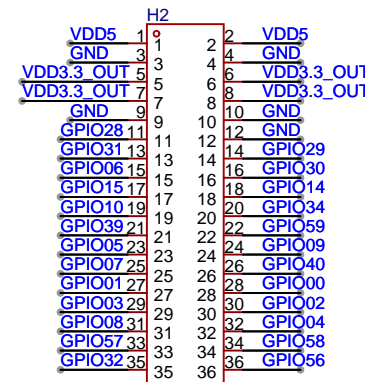 H2
VDD5 1 1 2 2 VDD5
GND 3 3 4 4 GND
VDD3.3_OUT 5 5 6 6 VDD3.3_OUT
VDD3.3_OUT 7 7 8 8 VDD3.3_OUT
GND 9 9 10 10 GND
GPIO28 11 11 12 12 GND
GPIO31 13 13 14 14 GPIO29
GPIO06 15 15 16 16 GPIO30
GPIO15 17 17 18 18 GPIO14
GPIO10 19 19 20 20 GPIO34
GPIO39 21 21 22 22 GPIO59
GPIO05 23 23 24 24 GPIO09
GPIO07 25 25 26 26 GPIO40
GPIO01 27 27 28 28 GPIO00
GPIO03 29 29 30 30 GPIO02
GPIO08 31 31 32 32 GPIO04
GPIO57 33 33 34 34 GPIO58
GPIO32 35 35 36 36 GPIO56